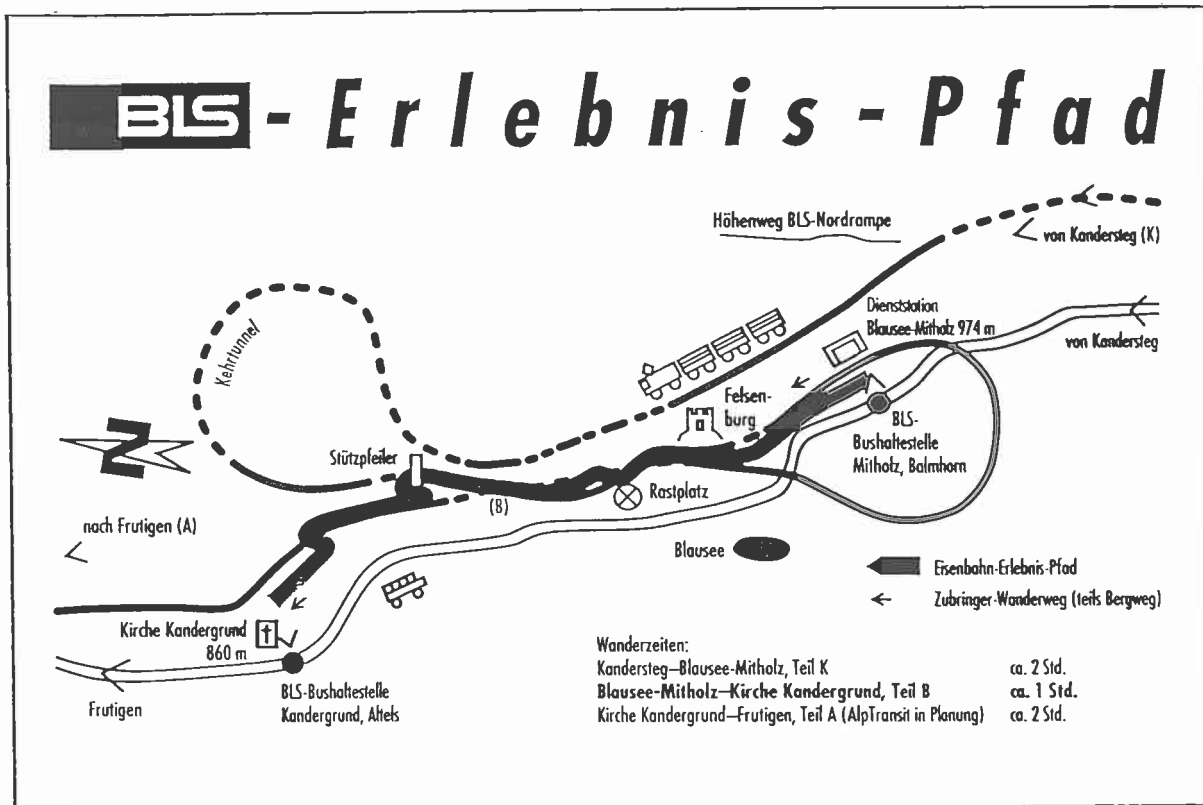 BLS - Erlebnis-Pfad
Höhenweg BLS-Nordrampe
von Kandersteg (K)
Dienststation
Blausee-Mitholz 974 m
von Kandersteg
Kehrtunnel
Felsen-
burg
BLS-
Bushaltestelle
Mitholz, Balmhorn
N
Stützpfeiler
(B)
Rastplatz
nach Frutigen (A)
Blausee
Eisenbahn-Erlebnis-Pfad
Zubringer-Wanderweg (teils Bergweg)
Kirche Kandergrund
860 m
Frutigen
BLS-Bushaltestelle
Kandergrund, Altels
Wanderzeiten:
Kandersteg–Blausee-Mitholz, Teil K ca. 2 Std.
Blausee-Mitholz–Kirche Kandergrund, Teil B ca. 1 Std.
Kirche Kandergrund–Frutigen, Teil A (AlpTransit in Planung) ca. 2 Std.